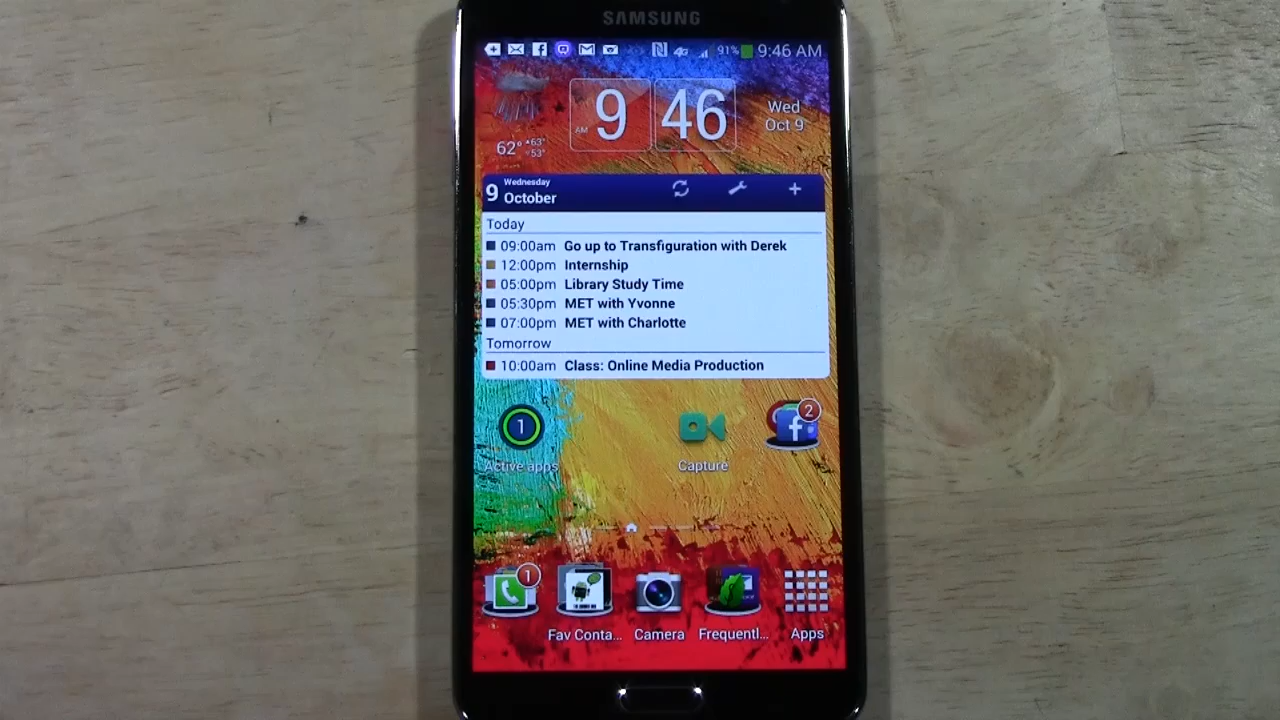 SAMSUNG
91% 9:46 AM
AM 9 46
Wed
Oct 9
62° 63°
53°
9 Wednesday
October
Today
09:00am Go up to Transfiguration with Derek
12:00pm Internship
05:00pm Library Study Time
05:30pm MET with Yvonne
07:00pm MET with Charlotte
Tomorrow
10:00am Class: Online Media Production
1
2
Active apps
Capture
1
Fav Conta...
Camera
Frequentl...
Apps